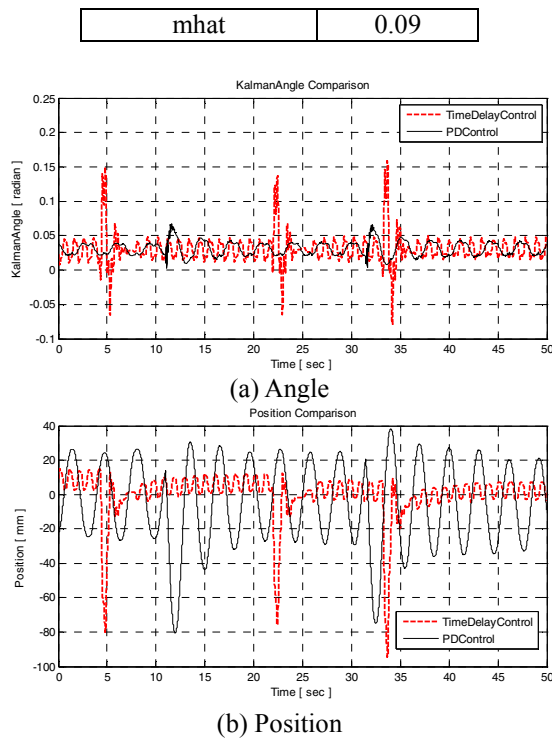 mhat 0.09
KalmanAngle Comparison
0.25
0.2
0.15
0.1
0.05
0
-0.05
-0.1
KalmanAngle [ radian ]
TimeDelayControl
PDControl
0 5 10 15 20 25 30 35 40 45 50
Time [ sec ]
(a) Angle
Position Comparison
40
20
0
-20
-40
-60
-80
-100
Position [ mm ]
TimeDelayControl
PDControl
0 5 10 15 20 25 30 35 40 45 50
Time [ sec ]
(b) Position